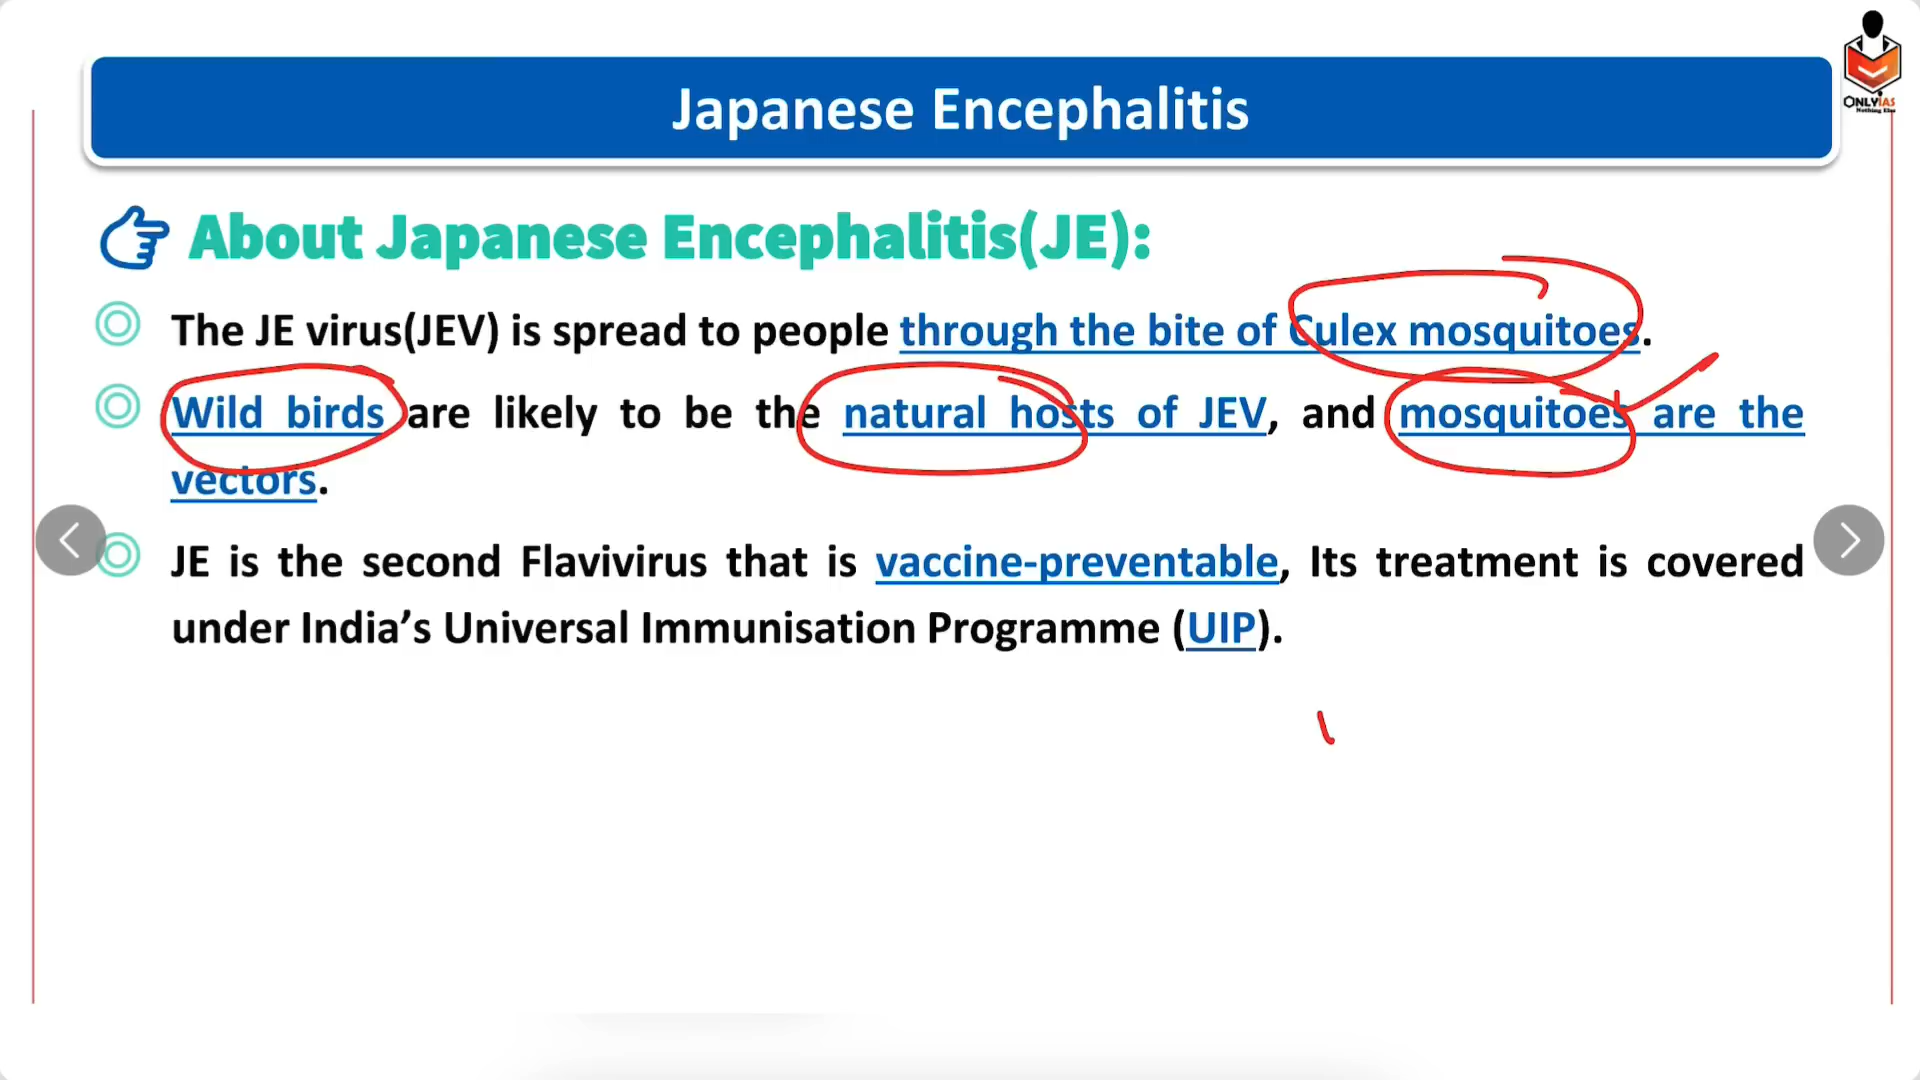 Japanese Encephalitis
ONLYIAS
Nothing Else
About Japanese Encephalitis(JE):
The JE virus(JEV) is spread to people through the bite of Culex mosquitoes.
Wild birds are likely to be the natural hosts of JEV, and mosquitoes are the
vectors.
JE is the second Flavivirus that is vaccine-preventable, Its treatment is covered
under India’s Universal Immunisation Programme (UIP).